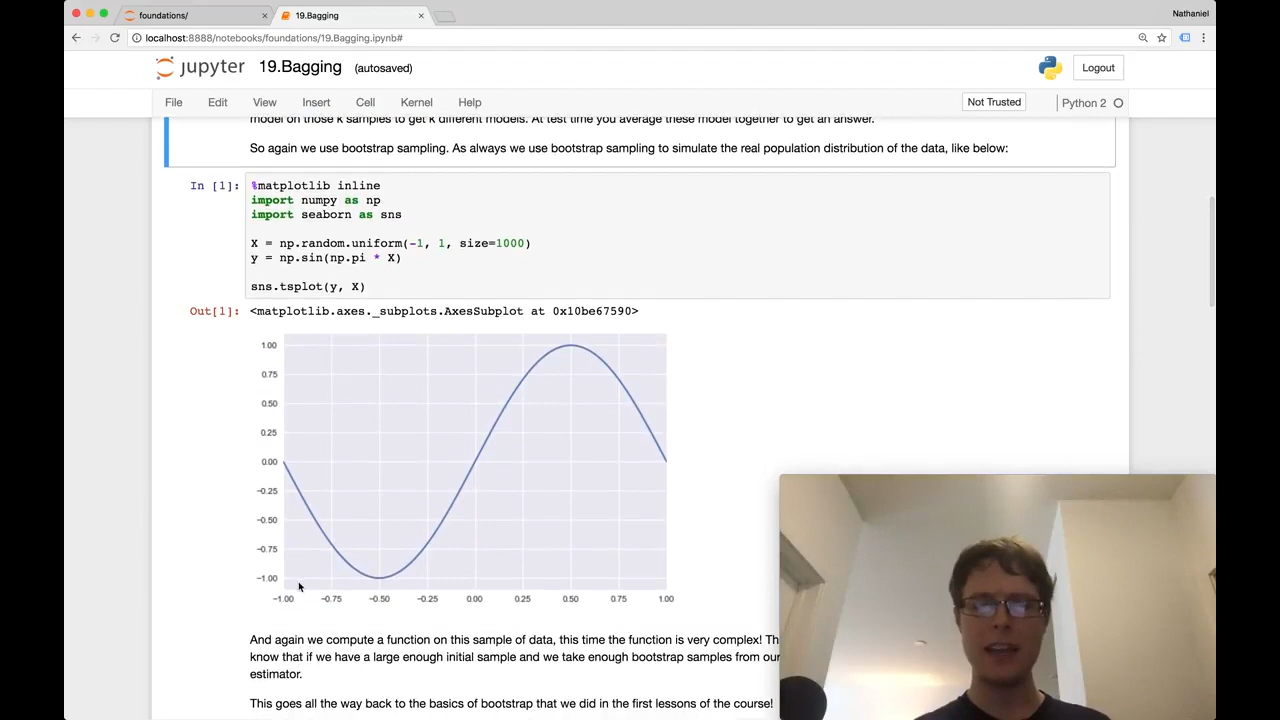 foundations/
19.Bagging
Nathaniel
localhost:8888/notebooks/foundations/19.Bagging.ipynb#
jupyter 19.Bagging (autosaved)
Logout
File Edit View Insert Cell Kernel Help
Not Trusted
Python 2
model on those k samples to get k different models. At test time you average these model together to get an answer.
So again we use bootstrap sampling. As always we use bootstrap sampling to simulate the real population distribution of the data, like below:
In [1]:
%matplotlib inline
import numpy as np
import seaborn as sns
X = np.random.uniform(-1, 1, size=1000)
y = np.sin(np.pi * X)
sns.tsplot(y, X)
Out[1]: <matplotlib.axes._subplots.AxesSubplot at 0x10be67590>
1.00
0.75
0.50
0.25
0.00
−0.25
−0.50
−0.75
−1.00
−1.00 −0.75 −0.50 −0.25 0.00 0.25 0.50 0.75 1.00
And again we compute a function on this sample of data, this time the function is very complex! Th
know that if we have a large enough initial sample and we take enough bootstrap samples from our
estimator.
This goes all the way back to the basics of bootstrap that we did in the first lessons of the course!